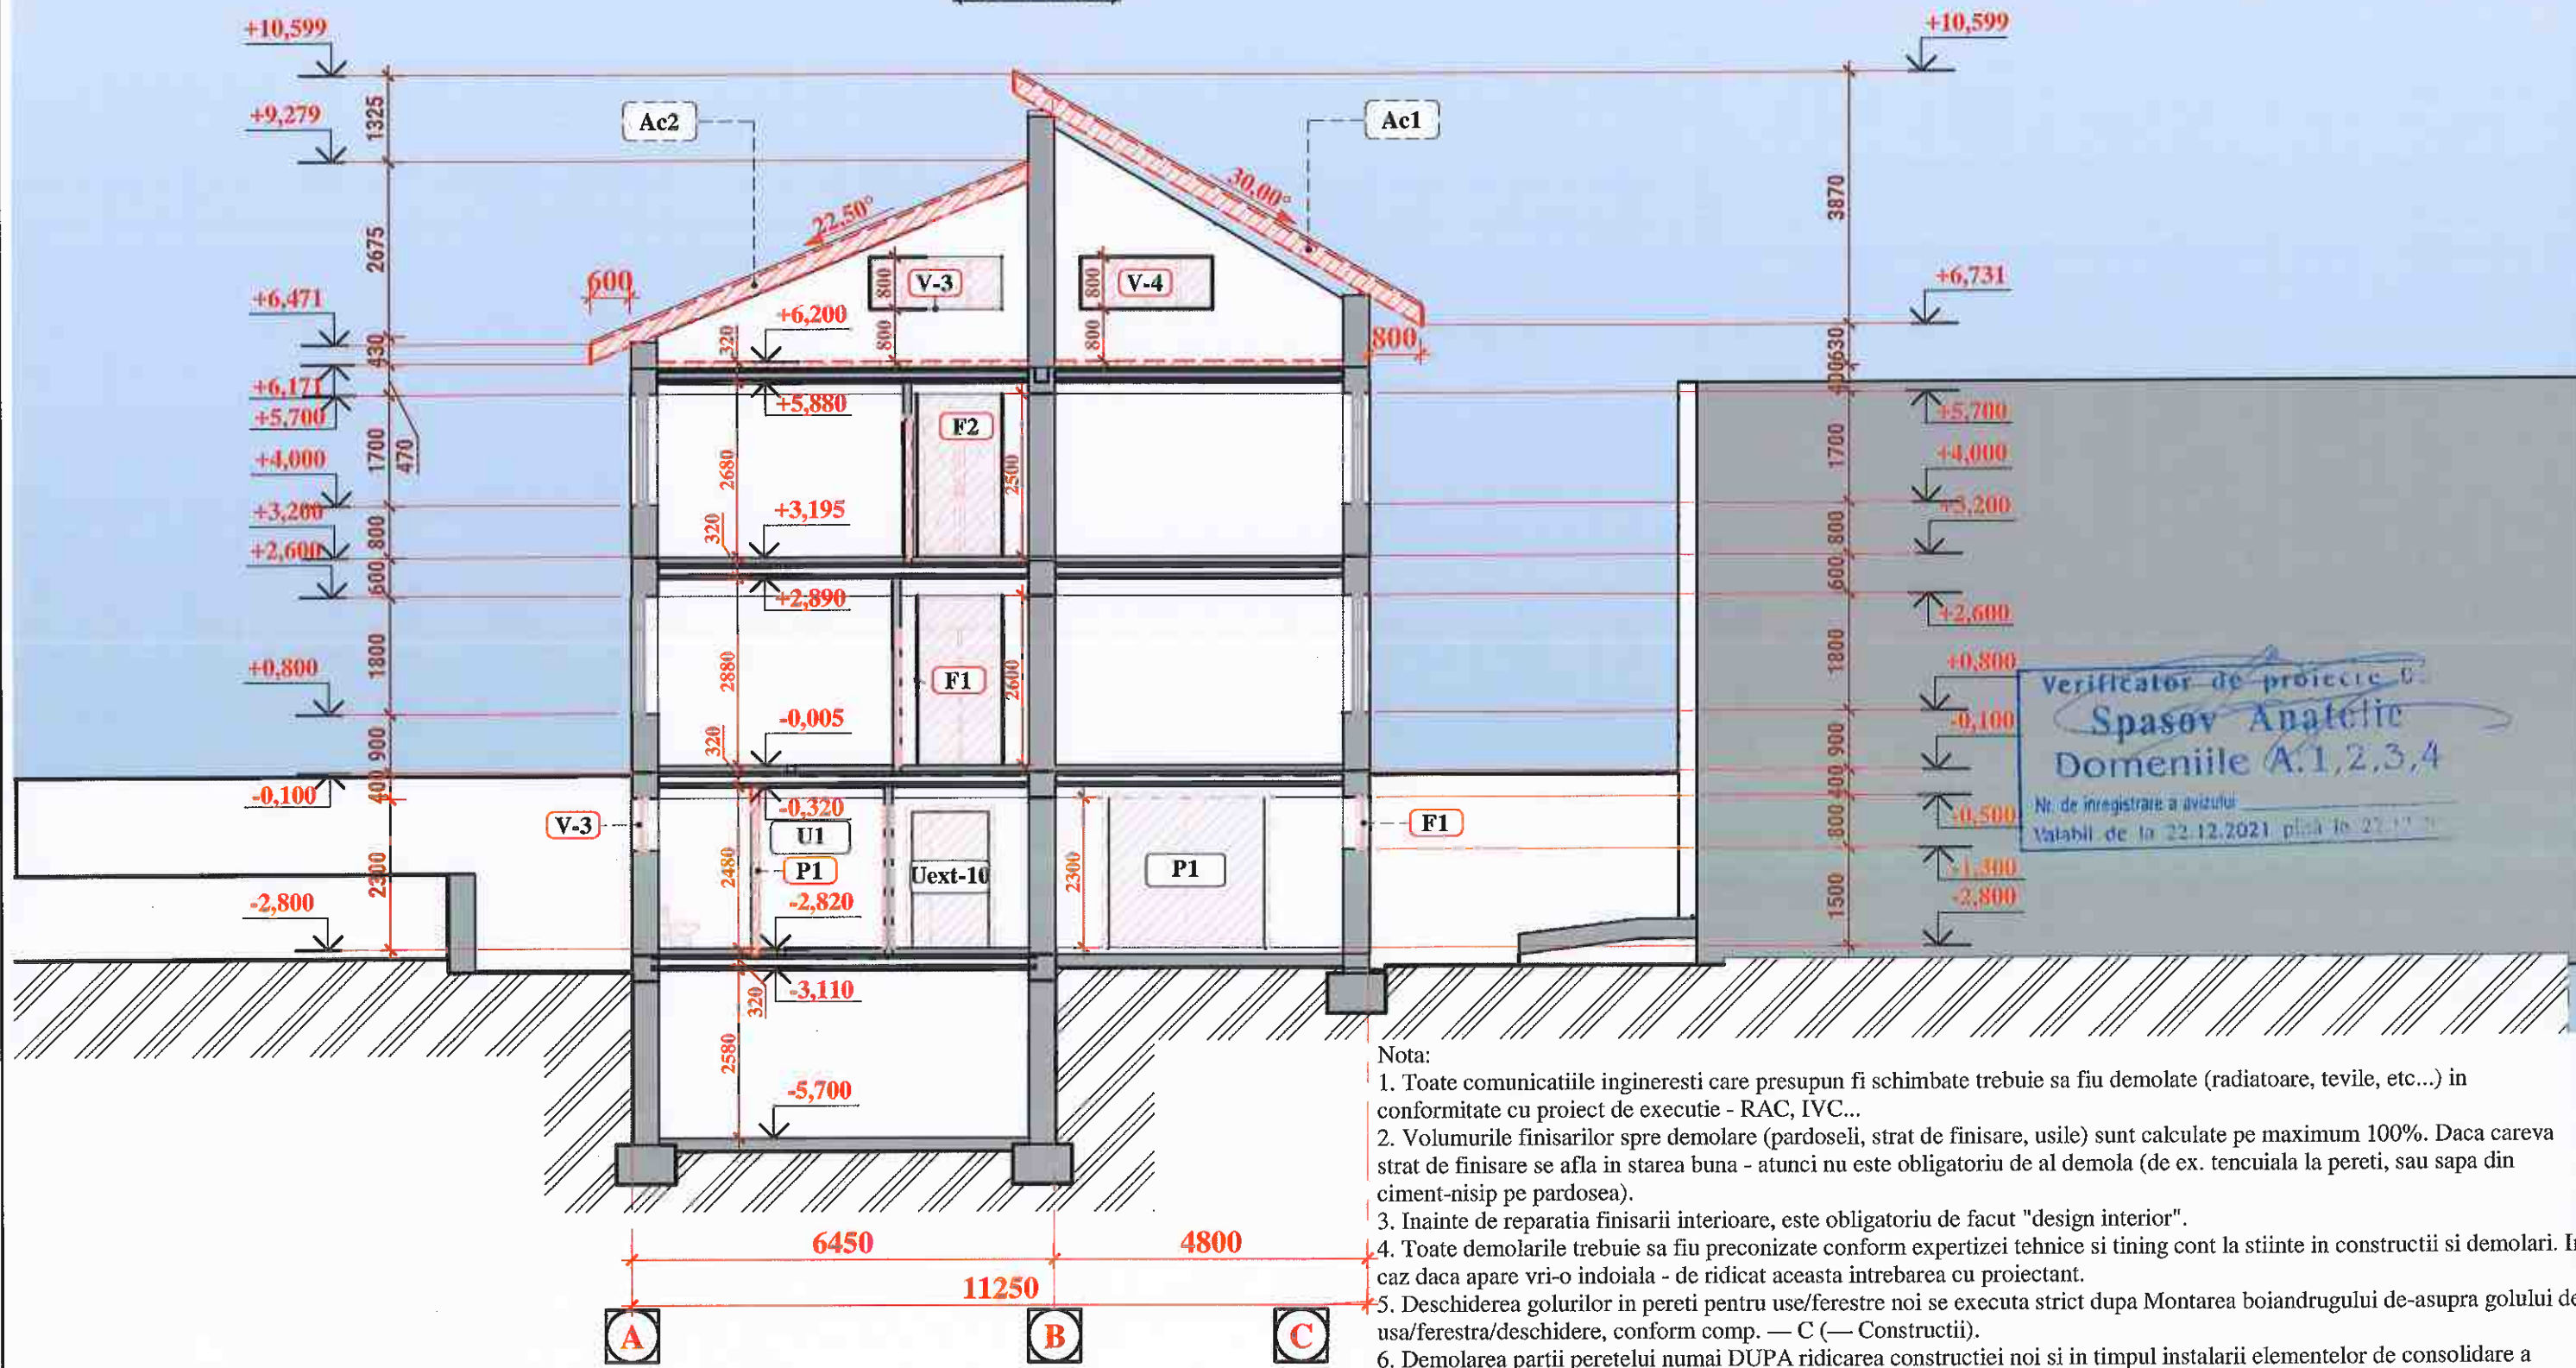 +10,599
+10,599
1325
+9,279
Ac2
Ac1
22,50°
30,00°
3870
2675
600
V-3
800
800
V-4
800
800
+6,471
+6,731
+6,200
320
800
430
630
400
+6,171
+5,700
470
+5,880
F2
+5,700
+4,000
1700
2680
2500
1700
+4,000
+3,200
800
320
+3,195
800
+3,200
+2,600
600
+2,890
600
+2,600
1800
2880
F1
2600
1800
+0,800
+0,800
-0,005
320
900
900
-0,100
-0,100
400
400
-0,320
V-3
U1
P1
Uext-10
2480
2300
P1
F1
-0,500
800
-1,300
2300
-2,800
-2,820
1500
-2,800
320
-3,110
2580
-5,700
Spasov
Domeniile A.1,2,3,4
Nr. de inregistrare a avizului
Valabil de la 22.12.2021
Nota:
1. Toate comunicatiile ingineresti care presupun fi schimbate trebuie sa fiu demolate (radiatoare, tevile, etc...) in
conformitate cu proiect de executie - RAC, IVC...
2. Volumurile finisarilor spre demolare (pardoseli, strat de finisare, usile) sunt calculate pe maximum 100%. Daca careva
strat de finisare se afla in starea buna - atunci nu este obligatoriu de al demola (de ex. tencuiala la pereti, sau sapa din
ciment-nisip pe pardosea).
3. Inainte de reparatia finisarii interioare, este obligatoriu de facut "design interior".
4. Toate demolarile trebuie sa fiu preconizate conform expertizei tehnice si tining cont la stiinte in constructii si demolari.
caz daca apare vri-o indoiala - de ridicat aceasta intrebarea cu proiectant.
5. Deschiderea golurilor in pereti pentru use/ferestre noi se executa strict dupa Montarea boiandrugului de-asupra golului de
usa/ferestra/deschidere, conform comp. — C (— Constructii).
6. Demolarea partii peretelui numai DUPA ridicarea constructiei noi si in timpul instalarii elementelor de consolidare a
6450
4800
11250
A
B
C